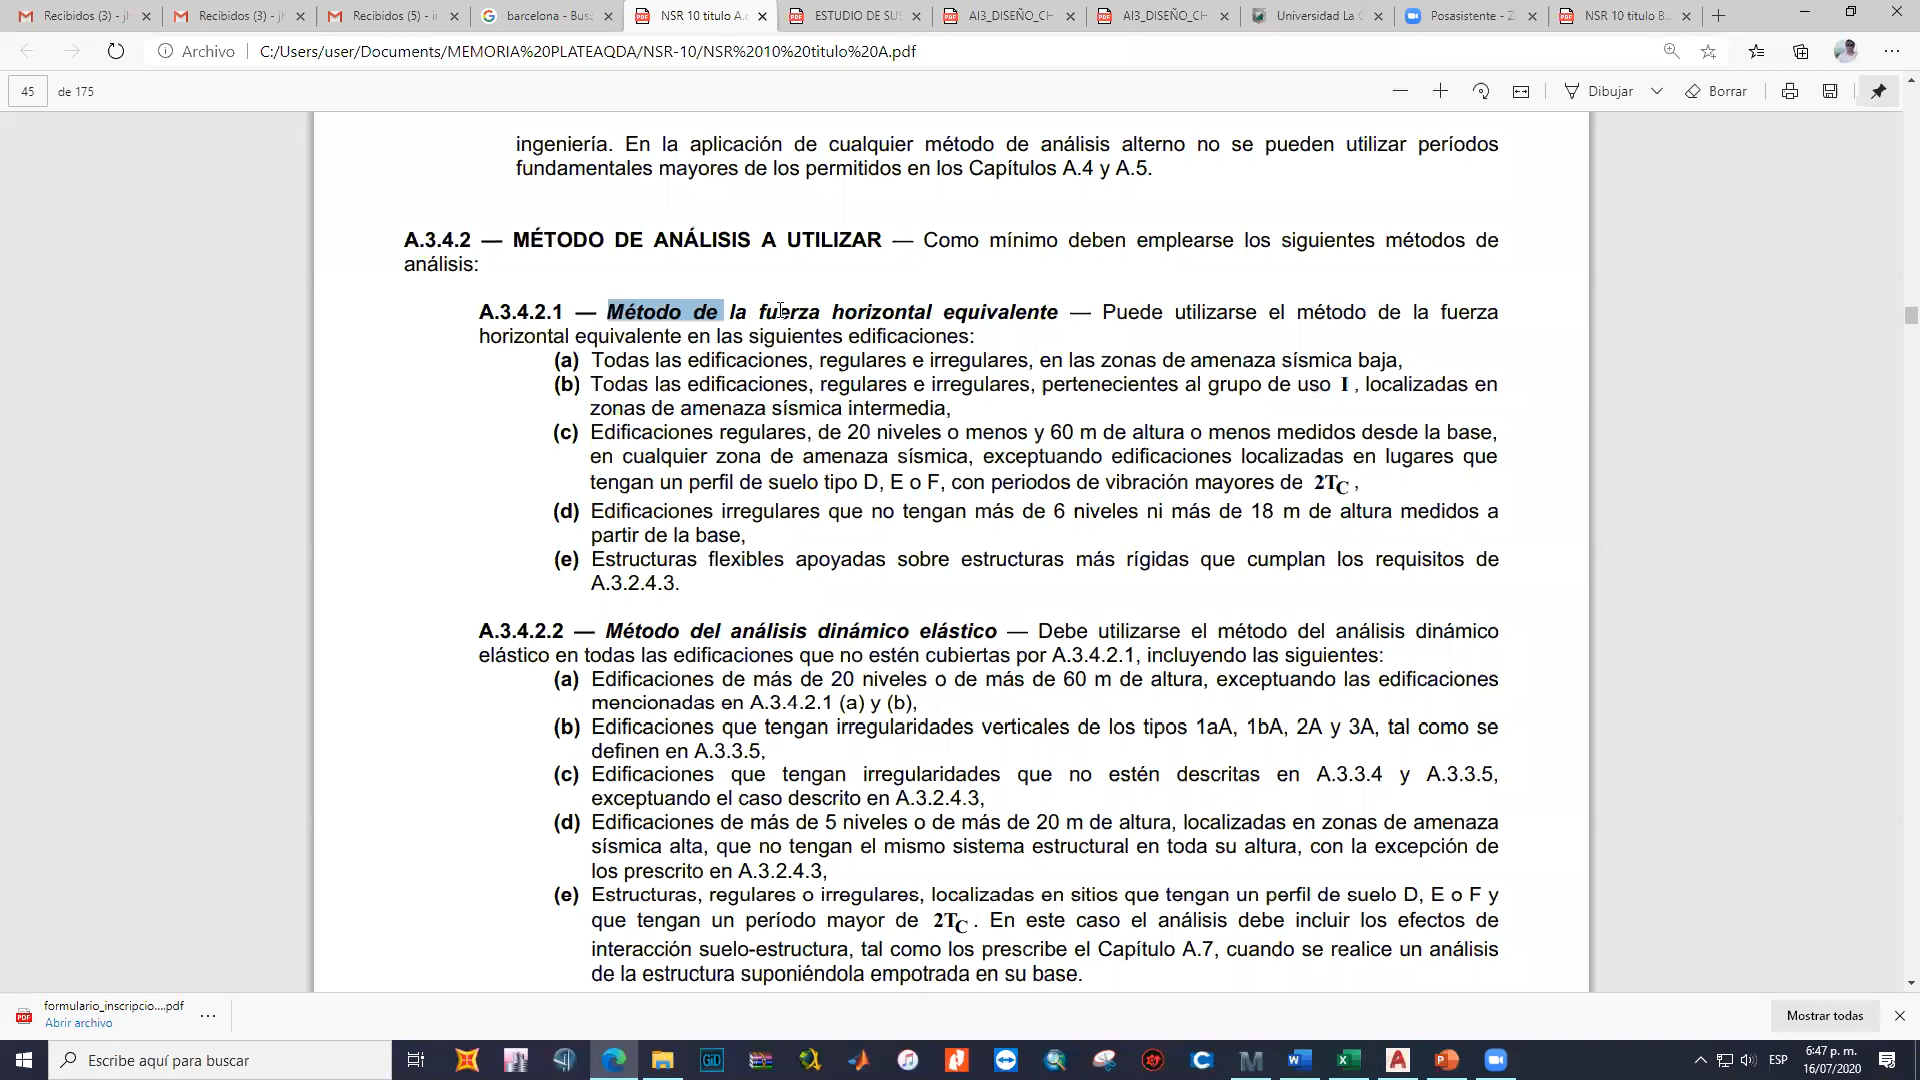 Recibidos (3) - jh
Recibidos (3) - jh
Recibidos (5) - in
barcelona - Busc
NSR 10 titulo A.
ESTUDIO DE SUS
AI3_DISEÑO_CH
AI3_DISEÑO_CH
Universidad La G
Posasistente - Z
NSR 10 titulo B.
Archivo
C:/Users/user/Documents/MEMORIA%20PLATEAQDA/NSR-10/NSR%2010%20titulo%20A.pdf
45 de 175
Dibujar
Borrar
ingeniería. En la aplicación de cualquier método de análisis alterno no se pueden utilizar períodos
fundamentales mayores de los permitidos en los Capítulos A.4 y A.5.
A.3.4.2 — MÉTODO DE ANÁLISIS A UTILIZAR — Como mínimo deben emplearse los siguientes métodos de
análisis:
A.3.4.2.1 — Método de la fuerza horizontal equivalente — Puede utilizarse el método de la fuerza
horizontal equivalente en las siguientes edificaciones:
(a) Todas las edificaciones, regulares e irregulares, en las zonas de amenaza sísmica baja,
(b) Todas las edificaciones, regulares e irregulares, pertenecientes al grupo de uso I , localizadas en
zonas de amenaza sísmica intermedia,
(c) Edificaciones regulares, de 20 niveles o menos y 60 m de altura o menos medidos desde la base,
en cualquier zona de amenaza sísmica, exceptuando edificaciones localizadas en lugares que
tengan un perfil de suelo tipo D, E o F, con periodos de vibración mayores de 2TC ,
(d) Edificaciones irregulares que no tengan más de 6 niveles ni más de 18 m de altura medidos a
partir de la base,
(e) Estructuras flexibles apoyadas sobre estructuras más rígidas que cumplan los requisitos de
A.3.2.4.3.
A.3.4.2.2 — Método del análisis dinámico elástico — Debe utilizarse el método del análisis dinámico
elástico en todas las edificaciones que no estén cubiertas por A.3.4.2.1, incluyendo las siguientes:
(a) Edificaciones de más de 20 niveles o de más de 60 m de altura, exceptuando las edificaciones
mencionadas en A.3.4.2.1 (a) y (b),
(b) Edificaciones que tengan irregularidades verticales de los tipos 1aA, 1bA, 2A y 3A, tal como se
definen en A.3.3.5,
(c) Edificaciones que tengan irregularidades que no estén descritas en A.3.3.4 y A.3.3.5,
exceptuando el caso descrito en A.3.2.4.3,
(d) Edificaciones de más de 5 niveles o de más de 20 m de altura, localizadas en zonas de amenaza
sísmica alta, que no tengan el mismo sistema estructural en toda su altura, con la excepción de
los prescrito en A.3.2.4.3,
(e) Estructuras, regulares o irregulares, localizadas en sitios que tengan un perfil de suelo D, E o F y
que tengan un período mayor de 2TC . En este caso el análisis debe incluir los efectos de
interacción suelo-estructura, tal como los prescribe el Capítulo A.7, cuando se realice un análisis
de la estructura suponiéndola empotrada en su base.
formulario_inscripcio....pdf
Abrir archivo
Mostrar todas
Escribe aquí para buscar
ESP
6:47 p. m.
16/07/2020